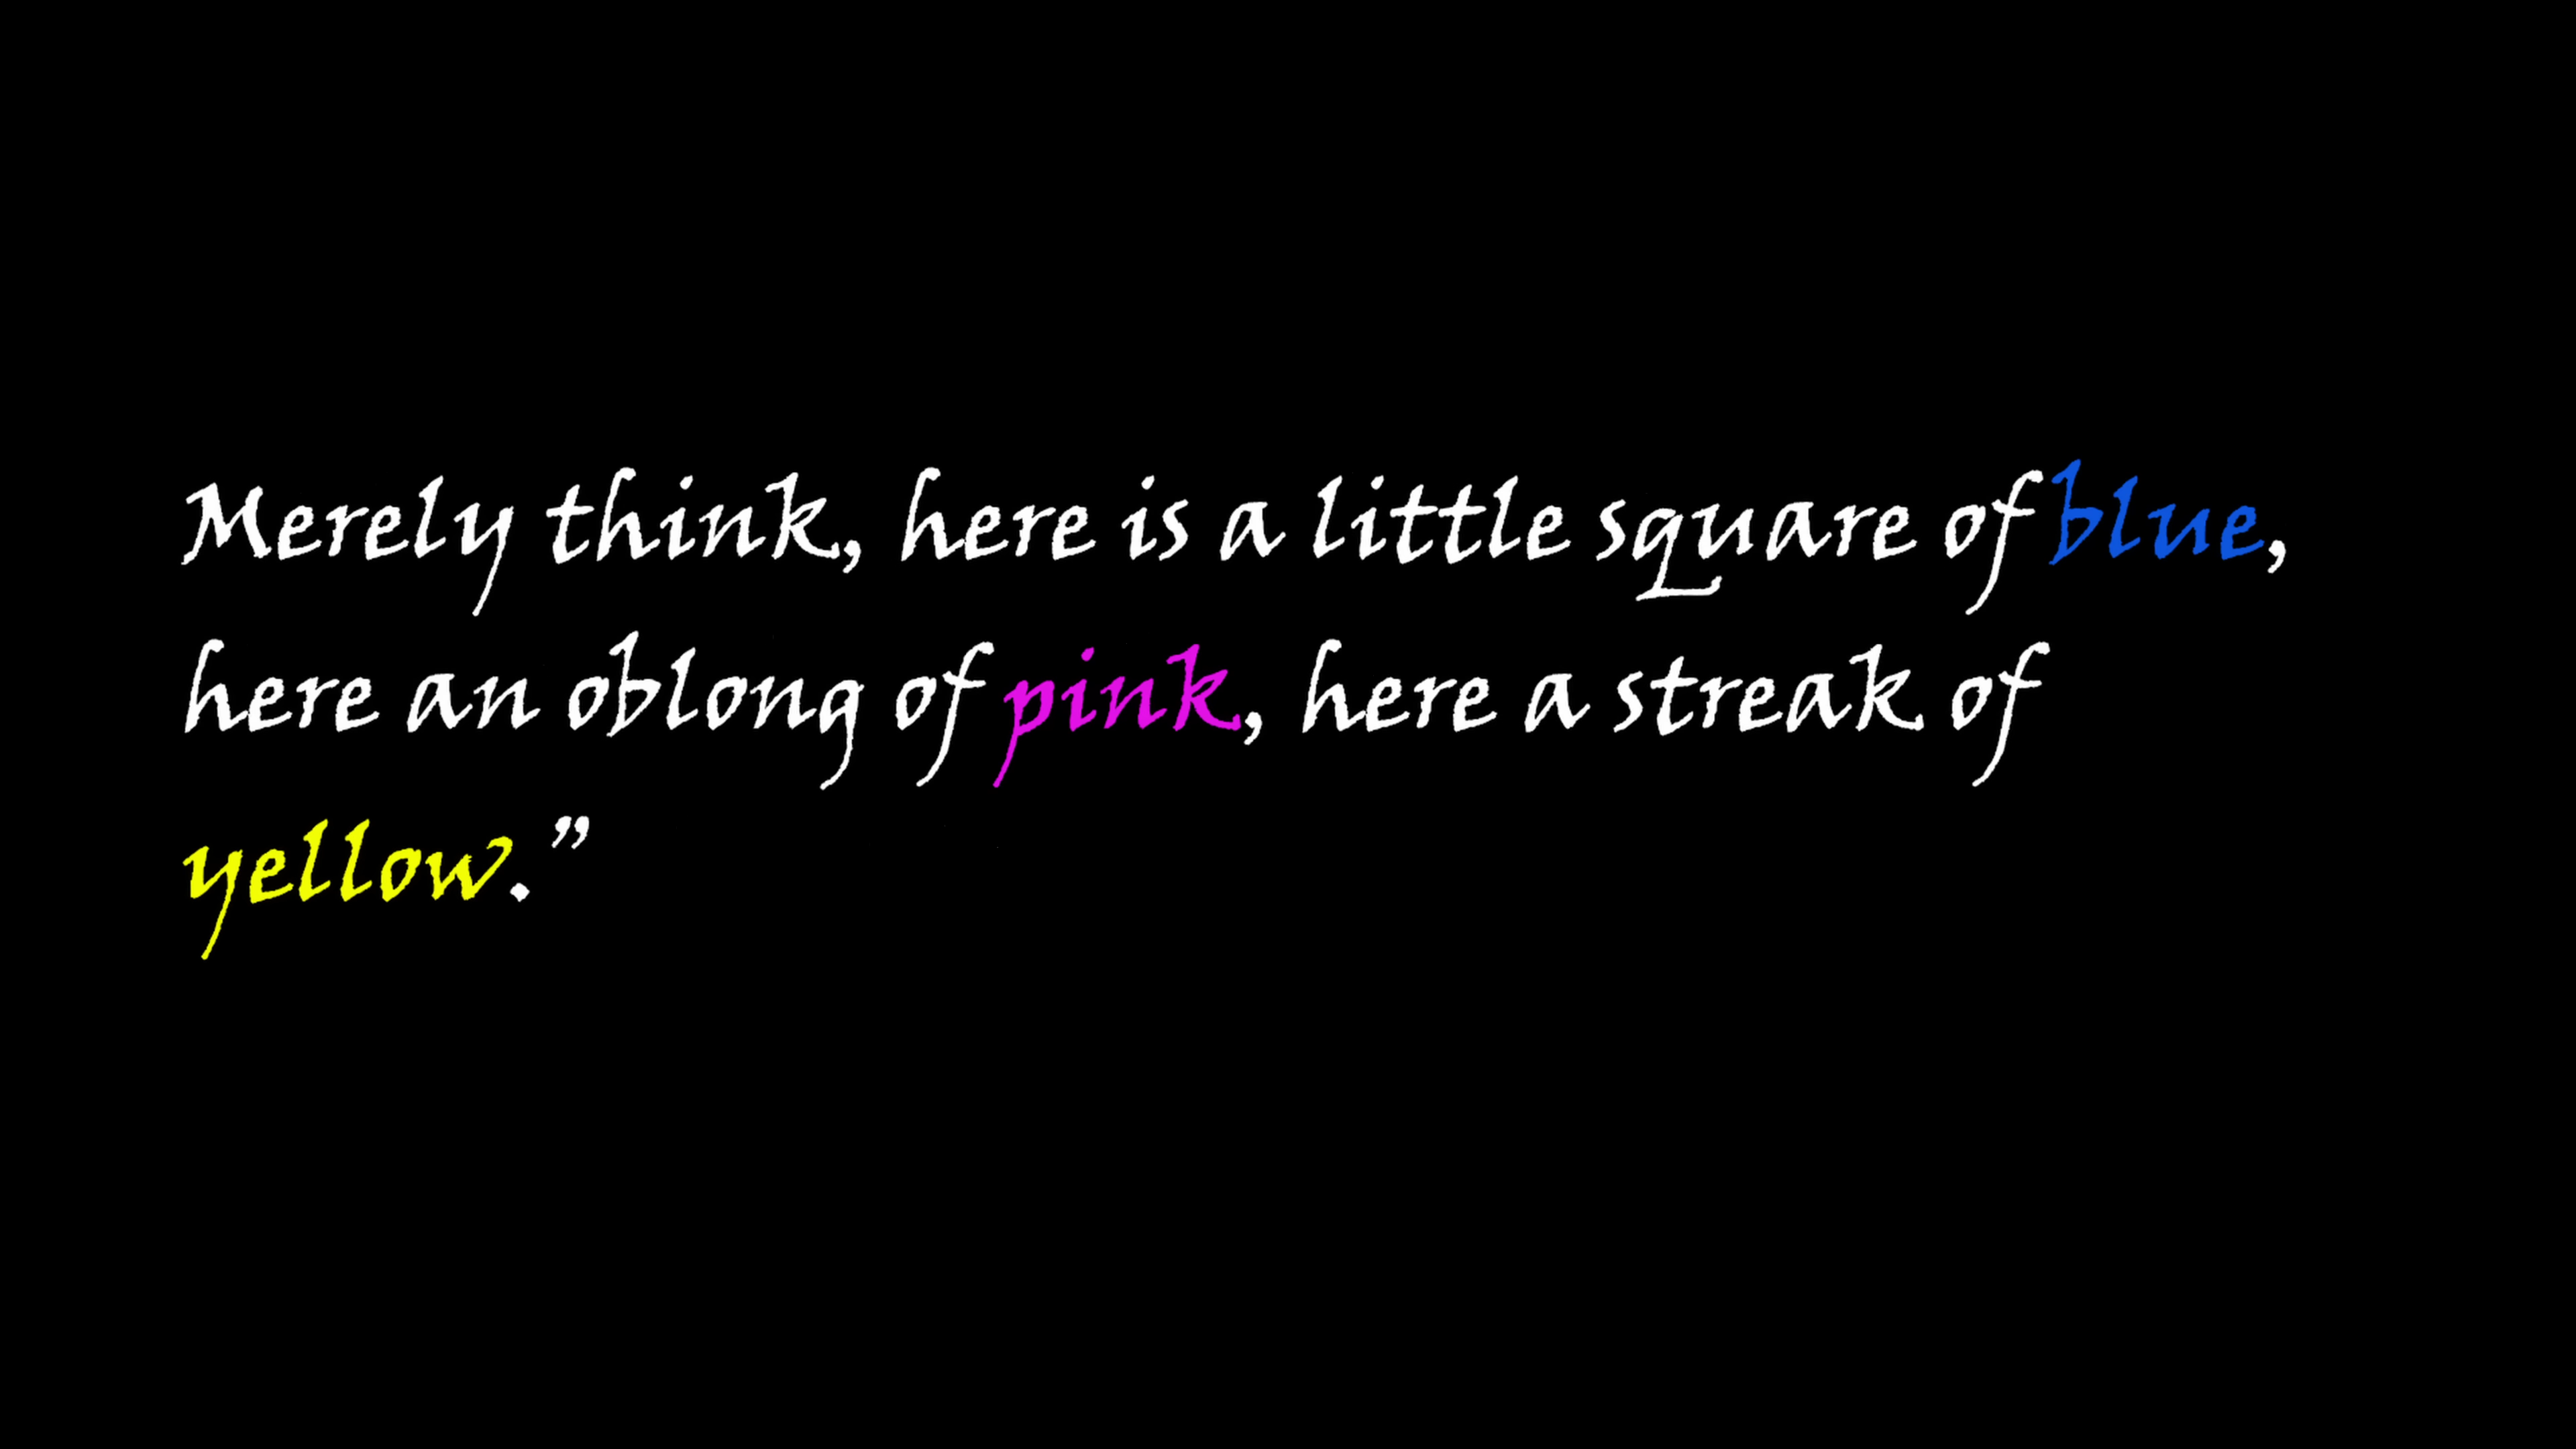 Merely think, here is a little square of blue,
here an oblong of pink, here a streak of
yellow.”